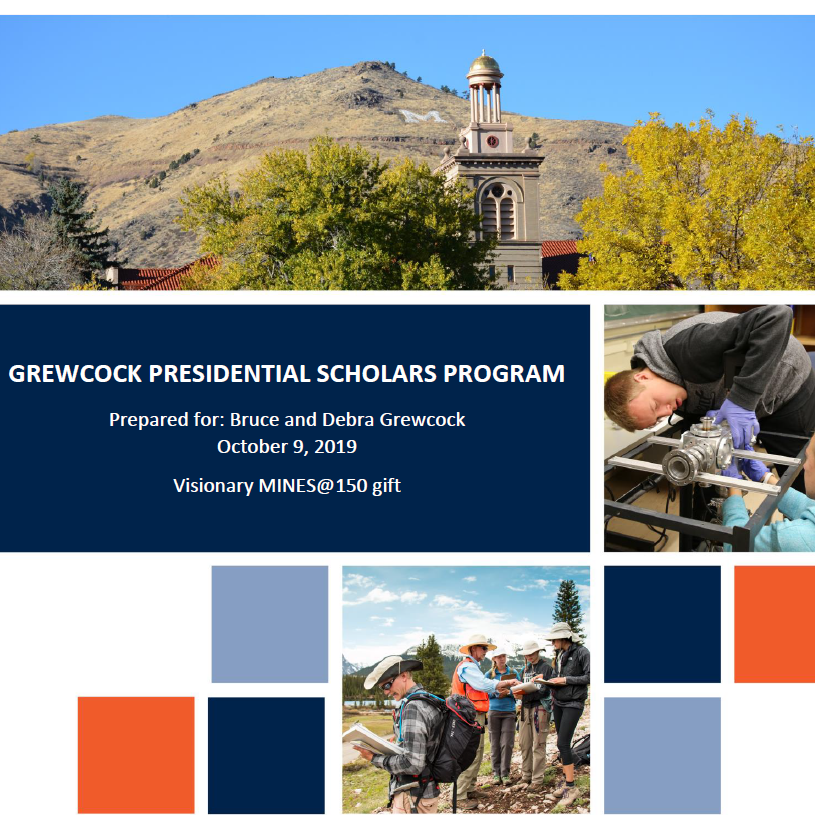 M
GREWCOCK PRESIDENTIAL SCHOLARS PROGRAM
Prepared for: Bruce and Debra Grewcock
October 9, 2019
Visionary MINES@150 gift